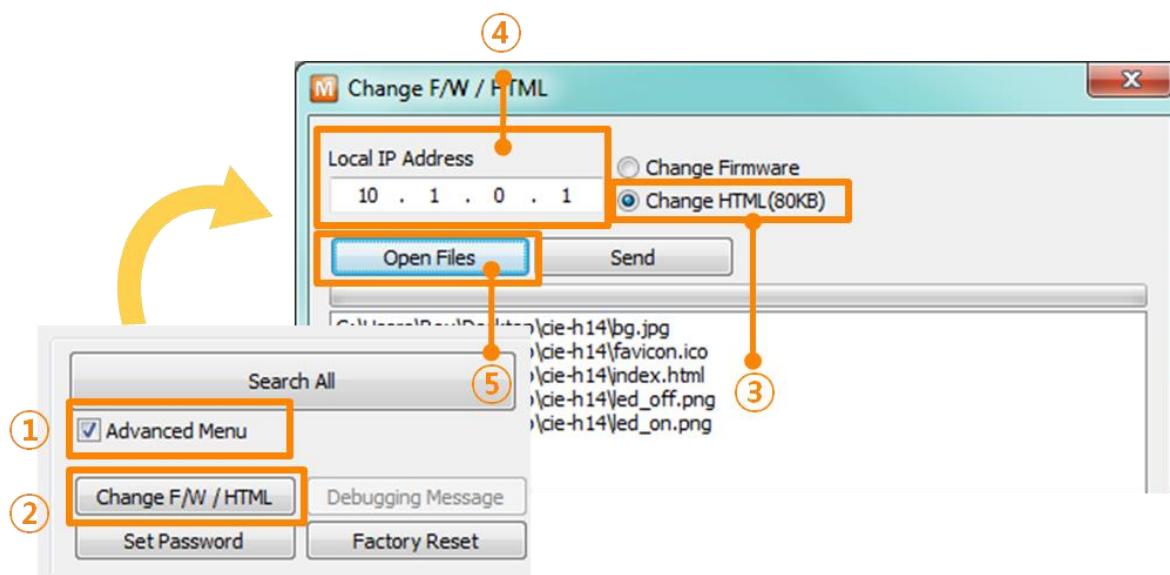 ④
M Change F/W / HTML
Local IP Address
10 . 1 . 0 . 1
Change Firmware
Change HTML(80KB)
Open Files
Send
\cie-h14\bg.jpg
\cie-h14\favicon.ico
\cie-h14\index.html
\cie-h14\led_off.png
\cie-h14\led_on.png
③
⑤
Search All
①
Advanced Menu
②
Change F/W / HTML
Debugging Message
Set Password
Factory Reset